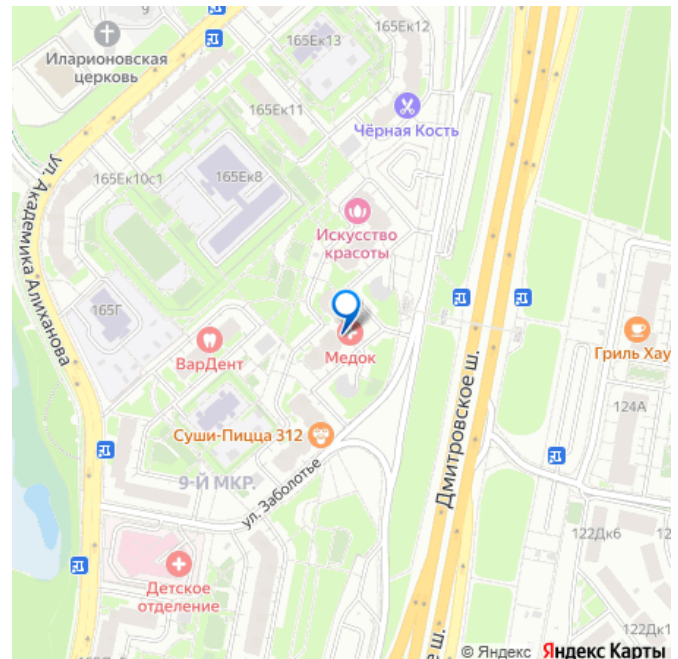 9
165Ек12
165Ек13
Иларионовская
церковь
165Ек11
Чёрная Кость
165Ек10с1
165Ек8
ул. Академика Алиханова
Искусство
красоты
165Г
ВарДент
Медок
Гриль Хау
Дмитровское ш.
124А
Суши-Пицца 312
9-Й МКР.
ул. Заболотье
122Дк6
12
Детское
отделение
122Дк1
е ш.
© Яндекс Яндекс Карты